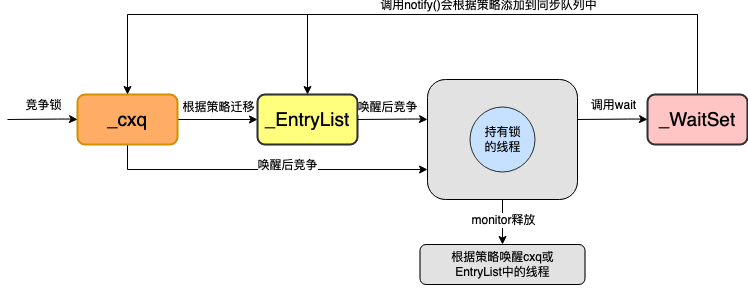 调用notify()会根据策略添加到同步队列中
竞争锁
_cxq
根据策略迁移
_EntryList
唤醒后竞争
持有锁
的线程
调用wait
_WaitSet
唤醒后竞争
monitor释放
根据策略唤醒cxq或
EntryList中的线程